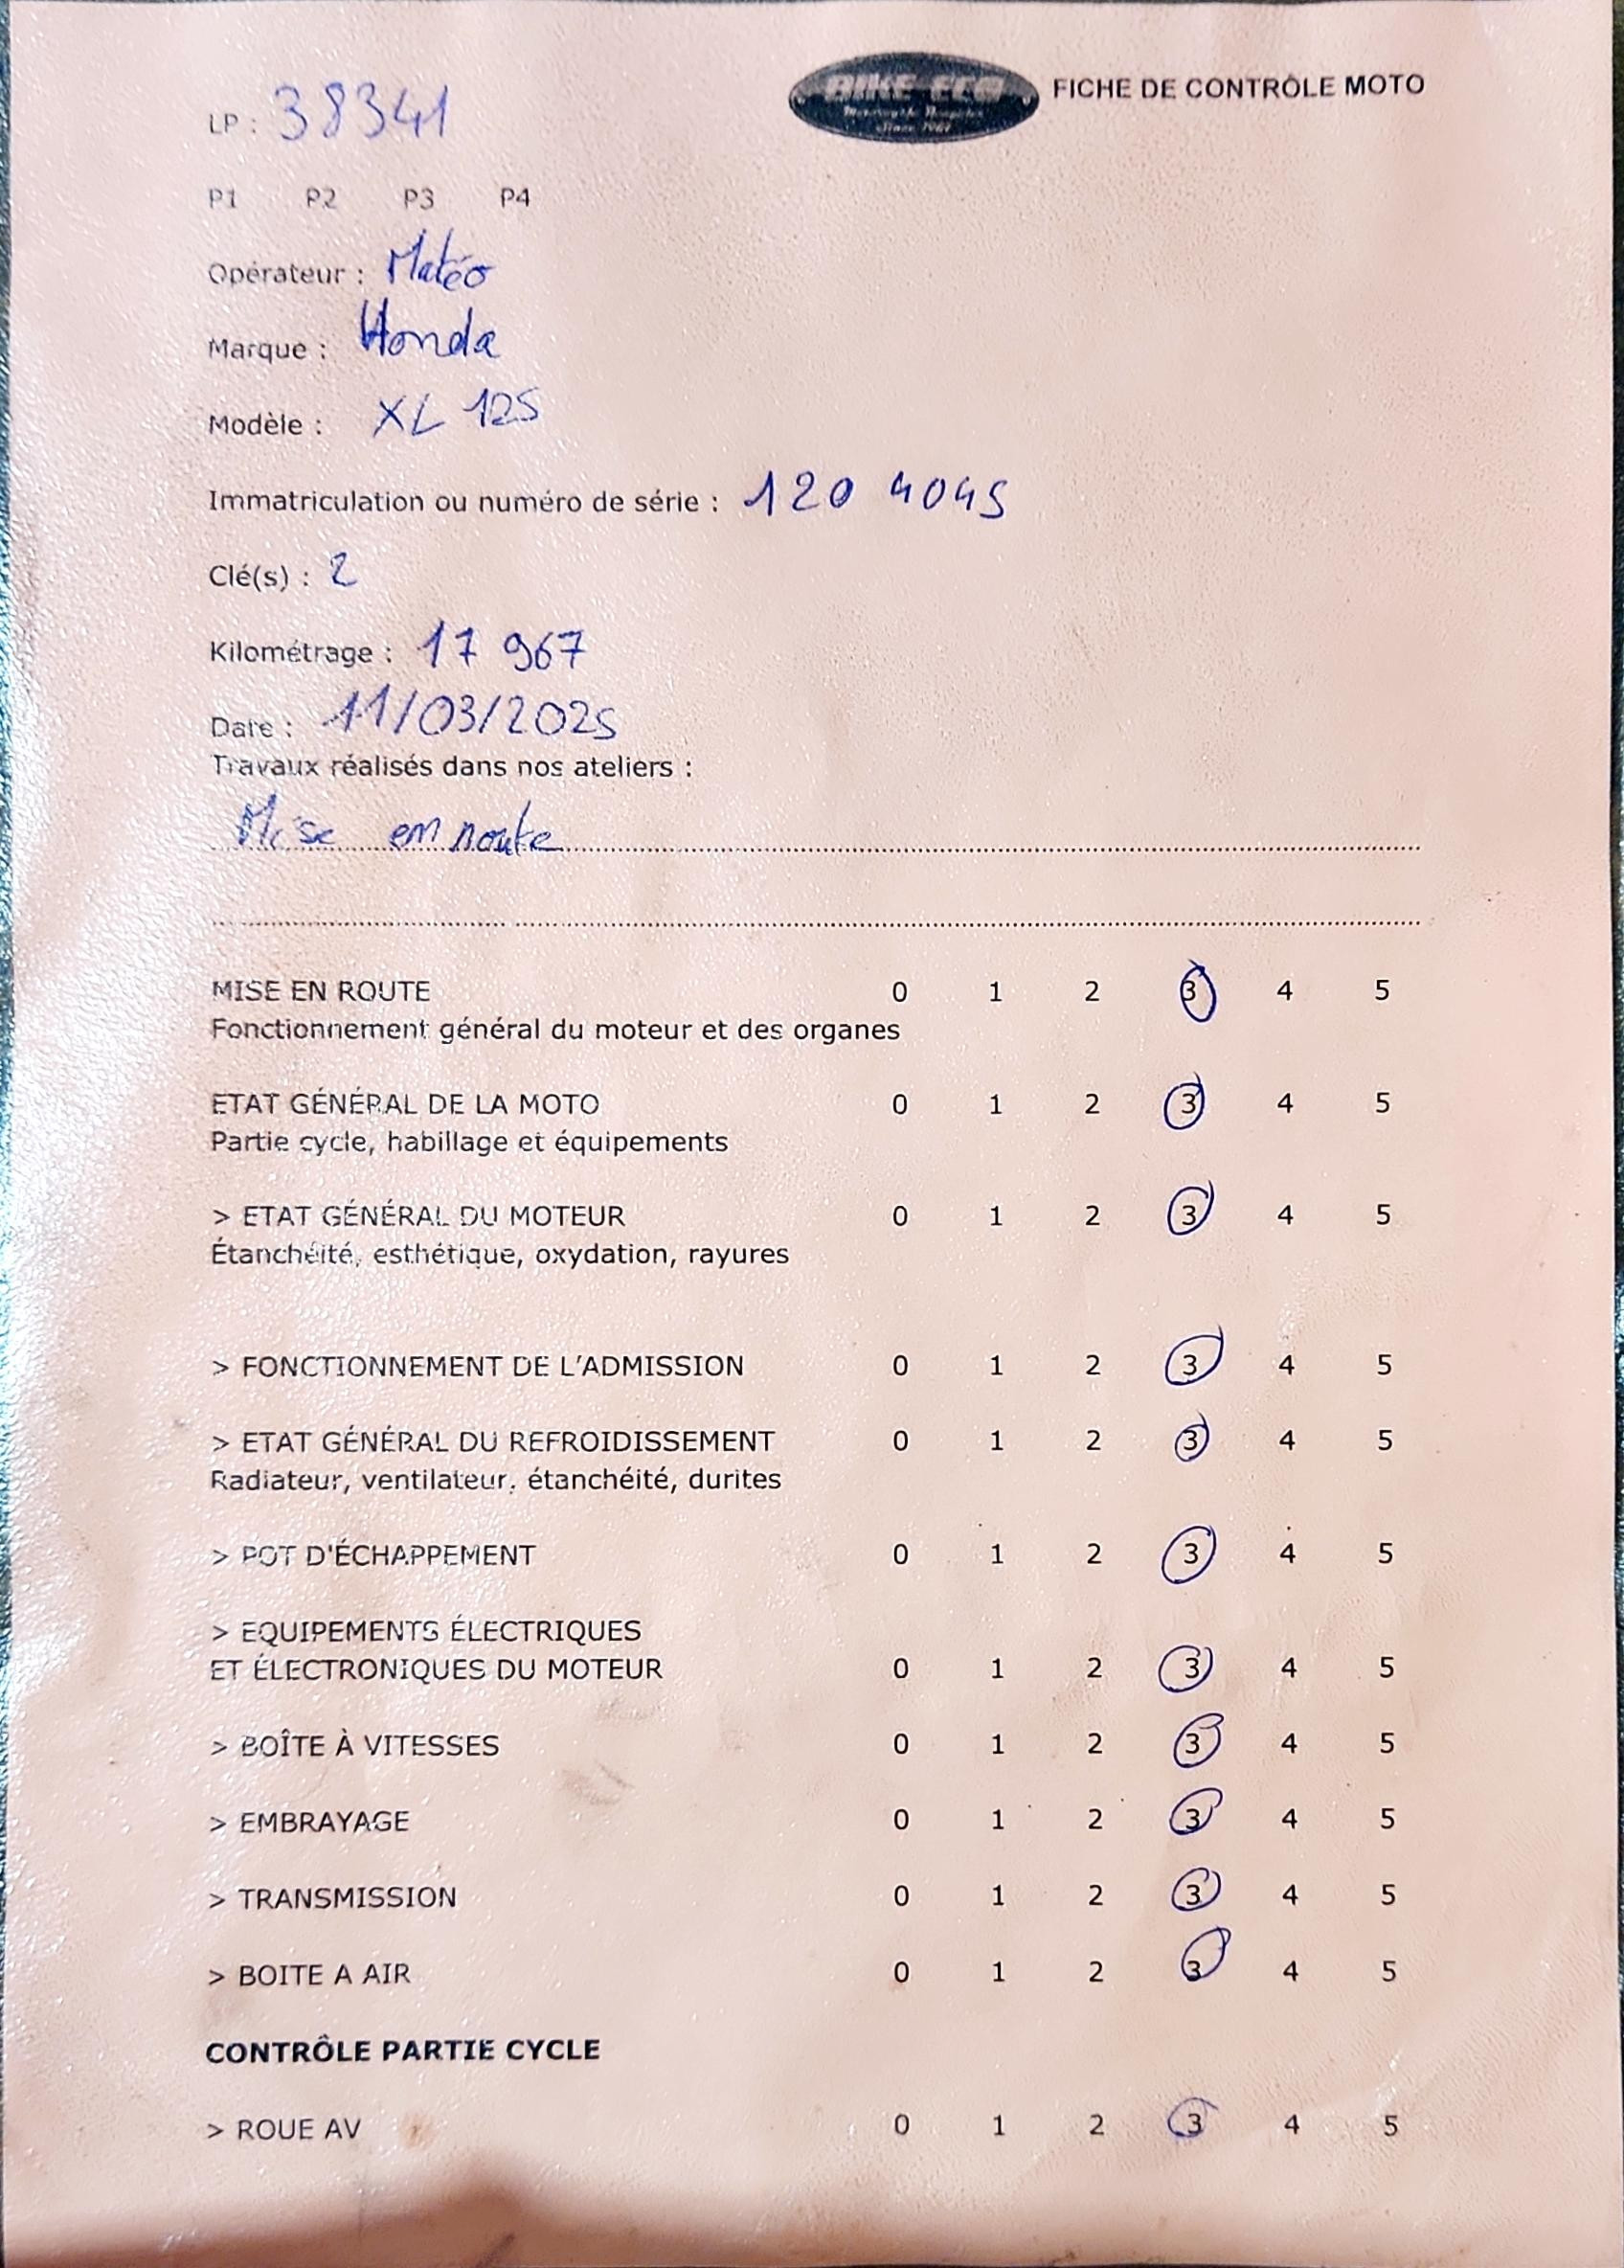 BIKE-ECO
FICHE DE CONTRÔLE MOTO
LP : 38341
P1 P2 P3 P4
Opérateur : Matéo
Marque : Honda
Modèle : XL 125
Immatriculation ou numéro de série : 120 4045
Clé(s) : 2
Kilométrage : 17 967
Date : 11/03/2025
Travaux réalisés dans nos ateliers :
Mise en route
MISE EN ROUTE 0 1 2 3 4 5
Fonctionnement général du moteur et des organes
ETAT GÉNÉRAL DE LA MOTO 0 1 2 3 4 5
Partie cycle, habillage et équipements
> ETAT GÉNÉRAL DU MOTEUR 0 1 2 3 4 5
Étanchéité, esthétique, oxydation, rayures
> FONCTIONNEMENT DE L'ADMISSION 0 1 2 3 4 5
> ETAT GÉNÉRAL DU REFROIDISSEMENT 0 1 2 3 4 5
Radiateur, ventilateur, étanchéité, durites
> POT D'ÉCHAPPEMENT 0 1 2 3 4 5
> EQUIPEMENTS ÉLECTRIQUES
ET ÉLECTRONIQUES DU MOTEUR 0 1 2 3 4 5
> BOÎTE À VITESSES 0 1 2 3 4 5
> EMBRAYAGE 0 1 2 3 4 5
> TRANSMISSION 0 1 2 3 4 5
> BOITE A AIR 0 1 2 3 4 5
CONTRÔLE PARTIE CYCLE
> ROUE AV 0 1 2 3 4 5